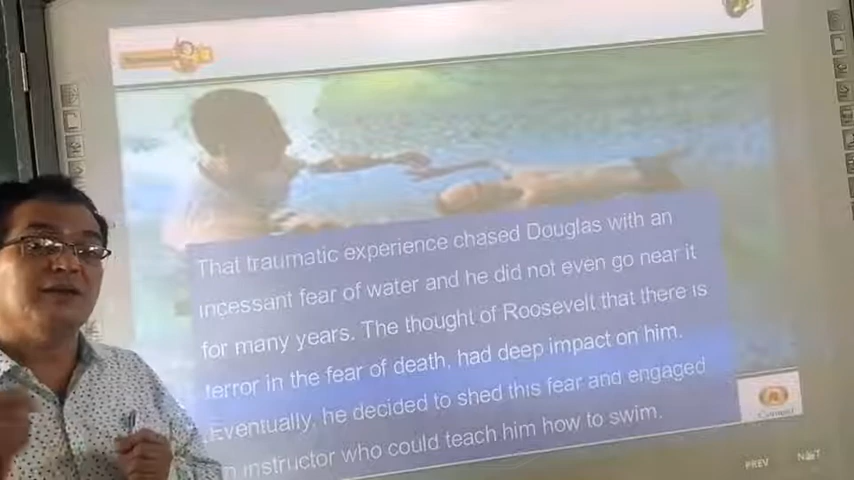 That traumatic experience chased Douglas with an
incessant fear of water and he did not even go near it
for many years. The thought of Roosevelt that there is
terror in the fear of death, had deep impact on him.
Eventually, he decided to shed this fear and engaged
instructor who could teach him how to swim.
PREV